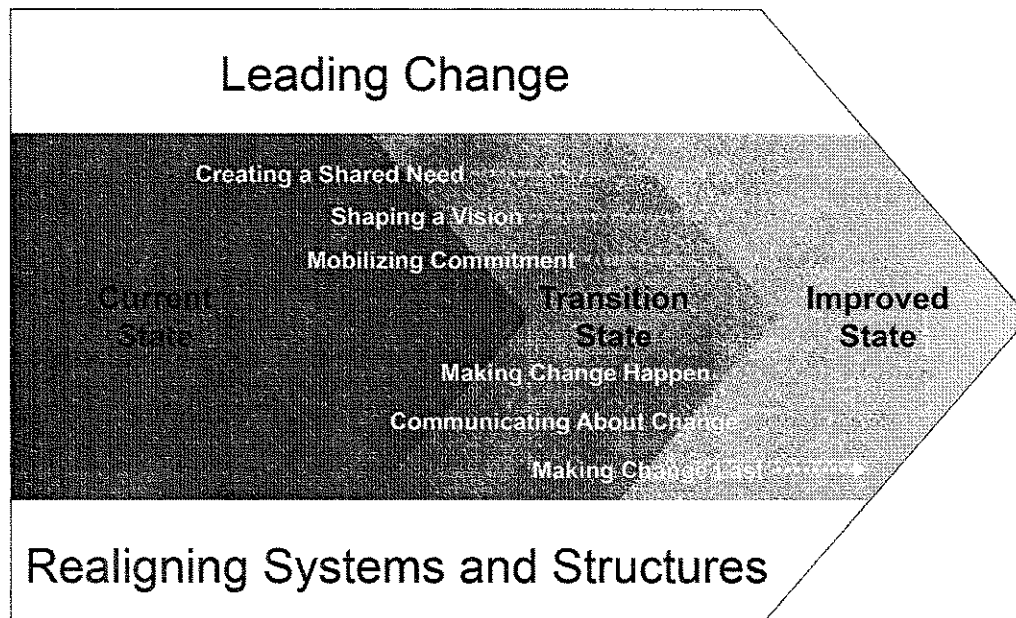 Leading Change
Creating a Shared Need
Shaping a Vision
Mobilizing Commitment
Current
State
Transition
State
Improved
State
Making Change Happen
Communicating About Change
Making Change Last
Realigning Systems and Structures